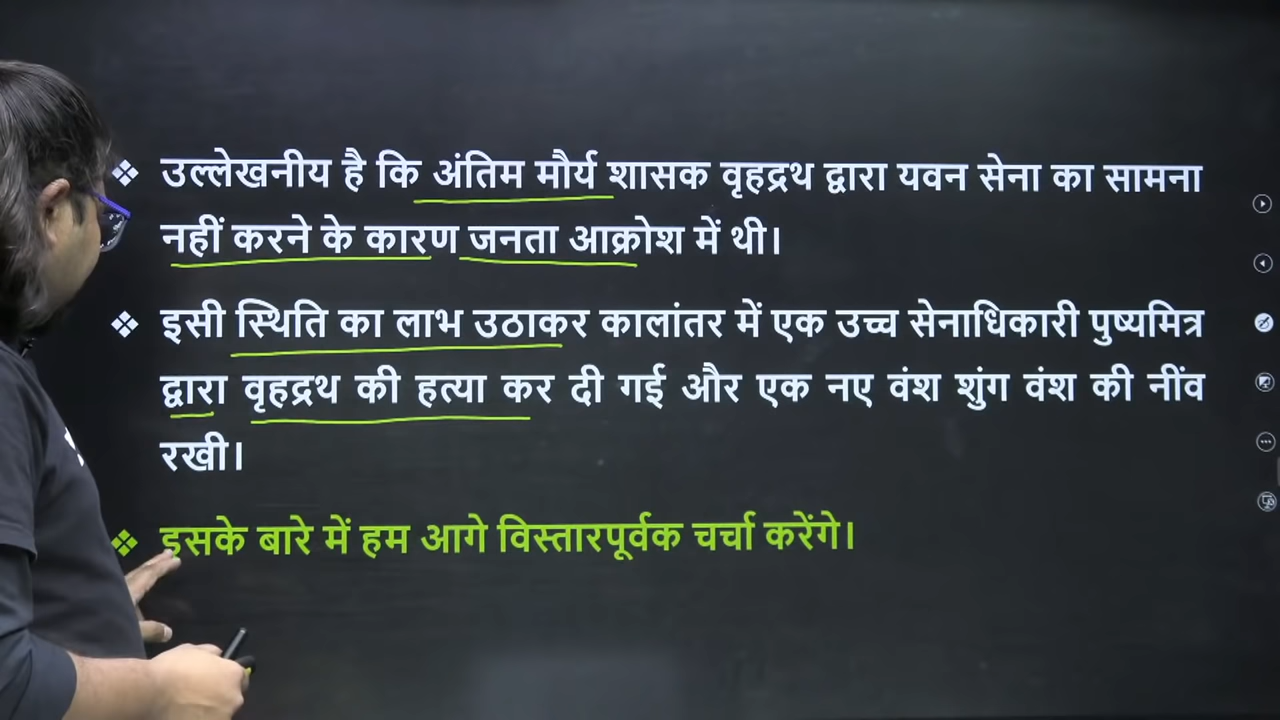 ❖ उल्लेखनीय है कि अंतिम मौर्य शासक वृहद्रथ द्वारा यवन सेना का सामना
नहीं करने के कारण जनता आक्रोश में थी।
❖ इसी स्थिति का लाभ उठाकर कालांतर में एक उच्च सेनाधिकारी पुष्यमित्र
द्वारा वृहद्रथ की हत्या कर दी गई और एक नए वंश शुंग वंश की नींव
रखी।
❖ इसके बारे में हम आगे विस्तारपूर्वक चर्चा करेंगे।